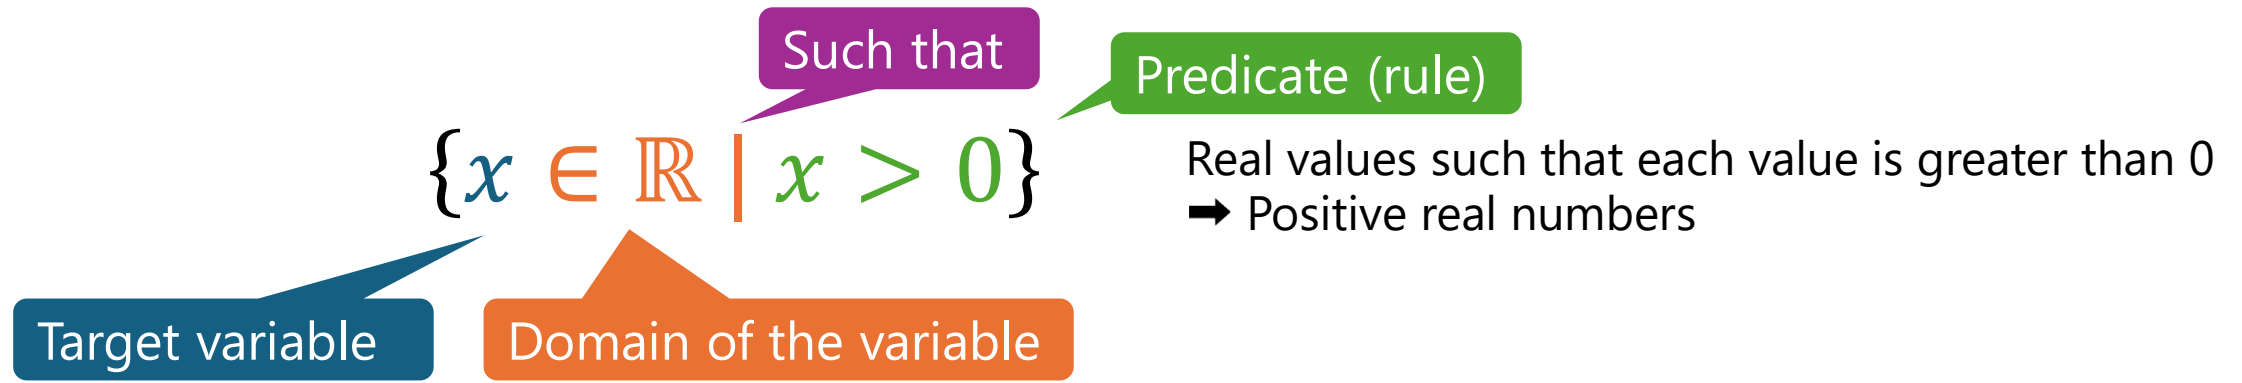 Such that
Predicate (rule)
{x ∈ ℝ | x > 0}
Real values such that each value is greater than 0
➡ Positive real numbers
Target variable
Domain of the variable